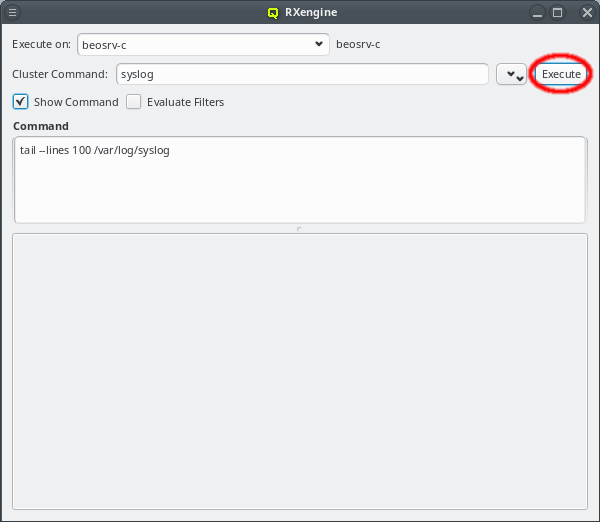 RXengine
Execute on: beosrv-c beosrv-c
Cluster Command: syslog Execute
Show Command Evaluate Filters
Command
tail --lines 100 /var/log/syslog